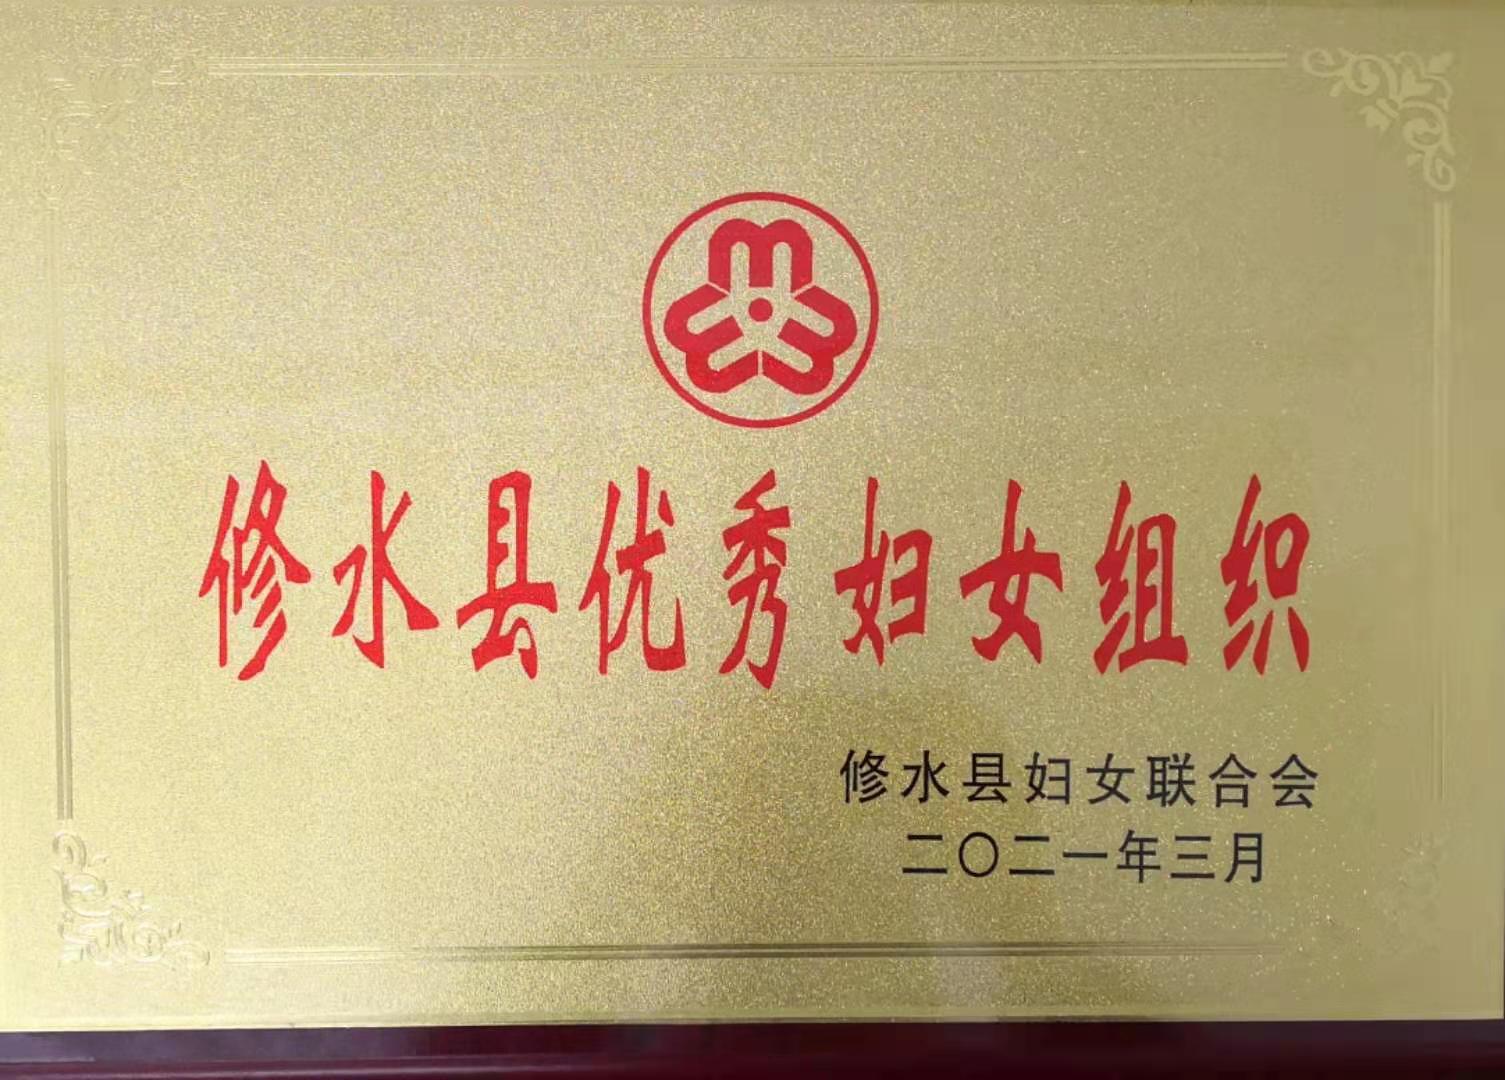 修水县优秀妇女组织
修水县妇女联合会
二〇二一年三月